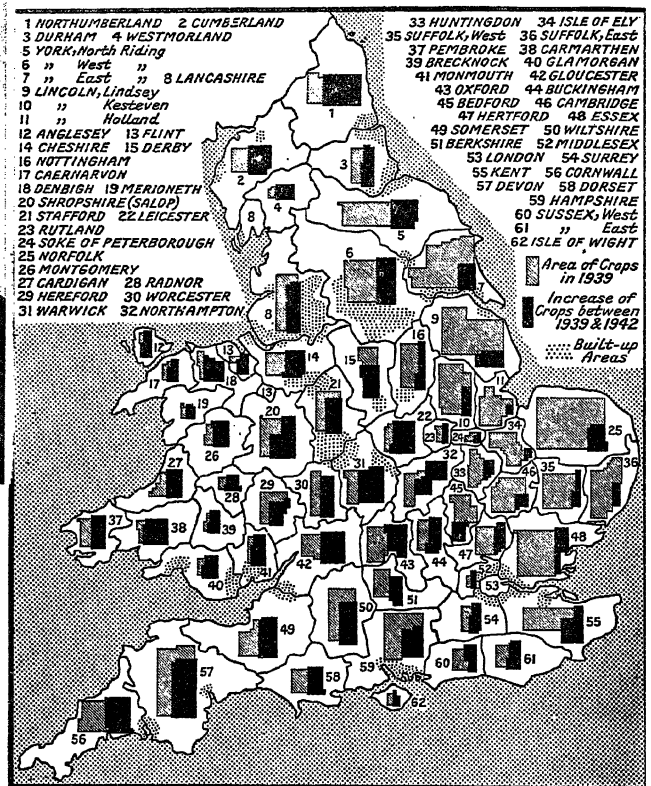 1 NORTHUMBERLAND 2 CUMBERLAND
3 DURHAM 4 WESTMORLAND
5 YORK, North Riding
6 „ West „
7 „ East „ 8 LANCASHIRE
9 LINCOLN, Lindsey
10 „ Kesteven
11 „ Holland
12 ANGLESEY 13 FLINT
14 CHESHIRE 15 DERBY
16 NOTTINGHAM
17 CAERNARVON
18 DENBIGH 19 MERIONETH
20 SHROPSHIRE (SALOP)
21 STAFFORD 22 LEICESTER
23 RUTLAND
24 SOKE OF PETERBOROUGH
25 NORFOLK
26 MONTGOMERY
27 CARDIGAN 28 RADNOR
29 HEREFORD 30 WORCESTER
31 WARWICK 32 NORTHAMPTON
33 HUNTINGDON 34 ISLE OF ELY
35 SUFFOLK, West 36 SUFFOLK, East
37 PEMBROKE 38 CARMARTHEN
39 BRECKNOCK 40 GLAMORGAN
41 MONMOUTH 42 GLOUCESTER
43 OXFORD 44 BUCKINGHAM
45 BEDFORD 46 CAMBRIDGE
47 HERTFORD 48 ESSEX
49 SOMERSET 50 WILTSHIRE
51 BERKSHIRE 52 MIDDLESEX
53 LONDON 54 SURREY
55 KENT 56 CORNWALL
57 DEVON 58 DORSET
59 HAMPSHIRE
60 SUSSEX, West
61 „ East
62 ISLE OF WIGHT
Area of Crops
in 1939
Increase of
Crops between
1939 & 1942
Built-up
Areas
1
2
3
4
8
5
6
7
8
9
16
15
14
13
12
17
18
13
19
20
21
22
23
24
10
11
34
25
26
27
28
29
30
31
32
33
45
46
35
36
37
38
39
40
41
42
43
44
47
48
52
53
51
50
49
54
55
57
58
59
60
61
62
56